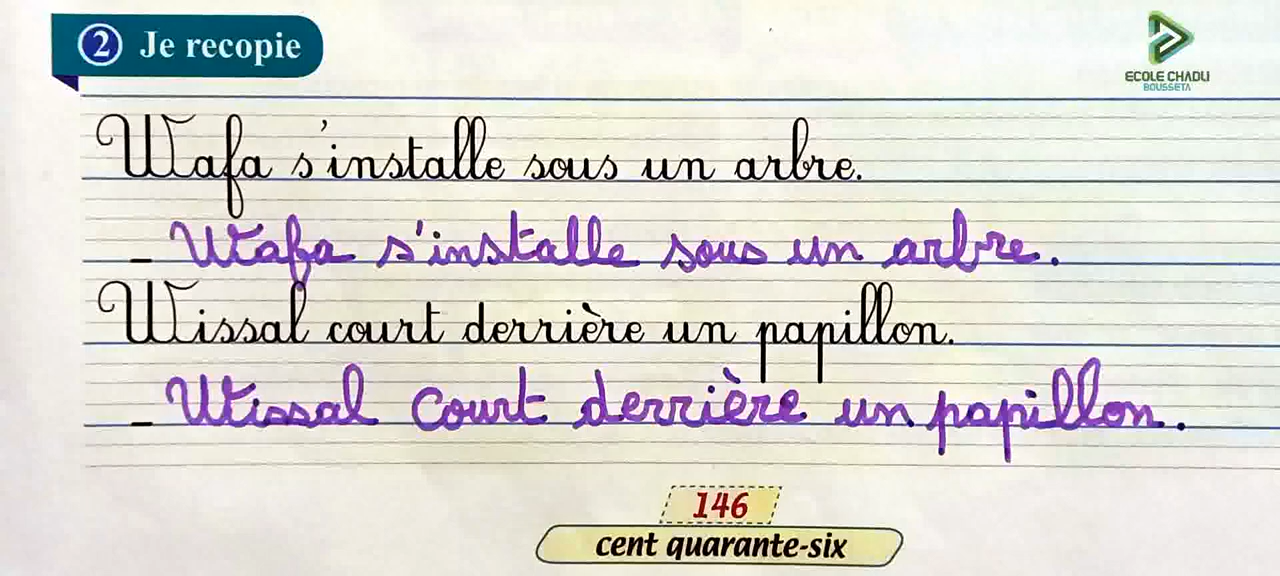 2 Je recopie
ECOLE CHADLI
BOUSSETA
Wafa s'installe sous un arbre.
- Wafa s'installe sous un arbre.
Wissal court derrière un papillon.
- Wissal court derrière un papillon.
146
cent quarante-six